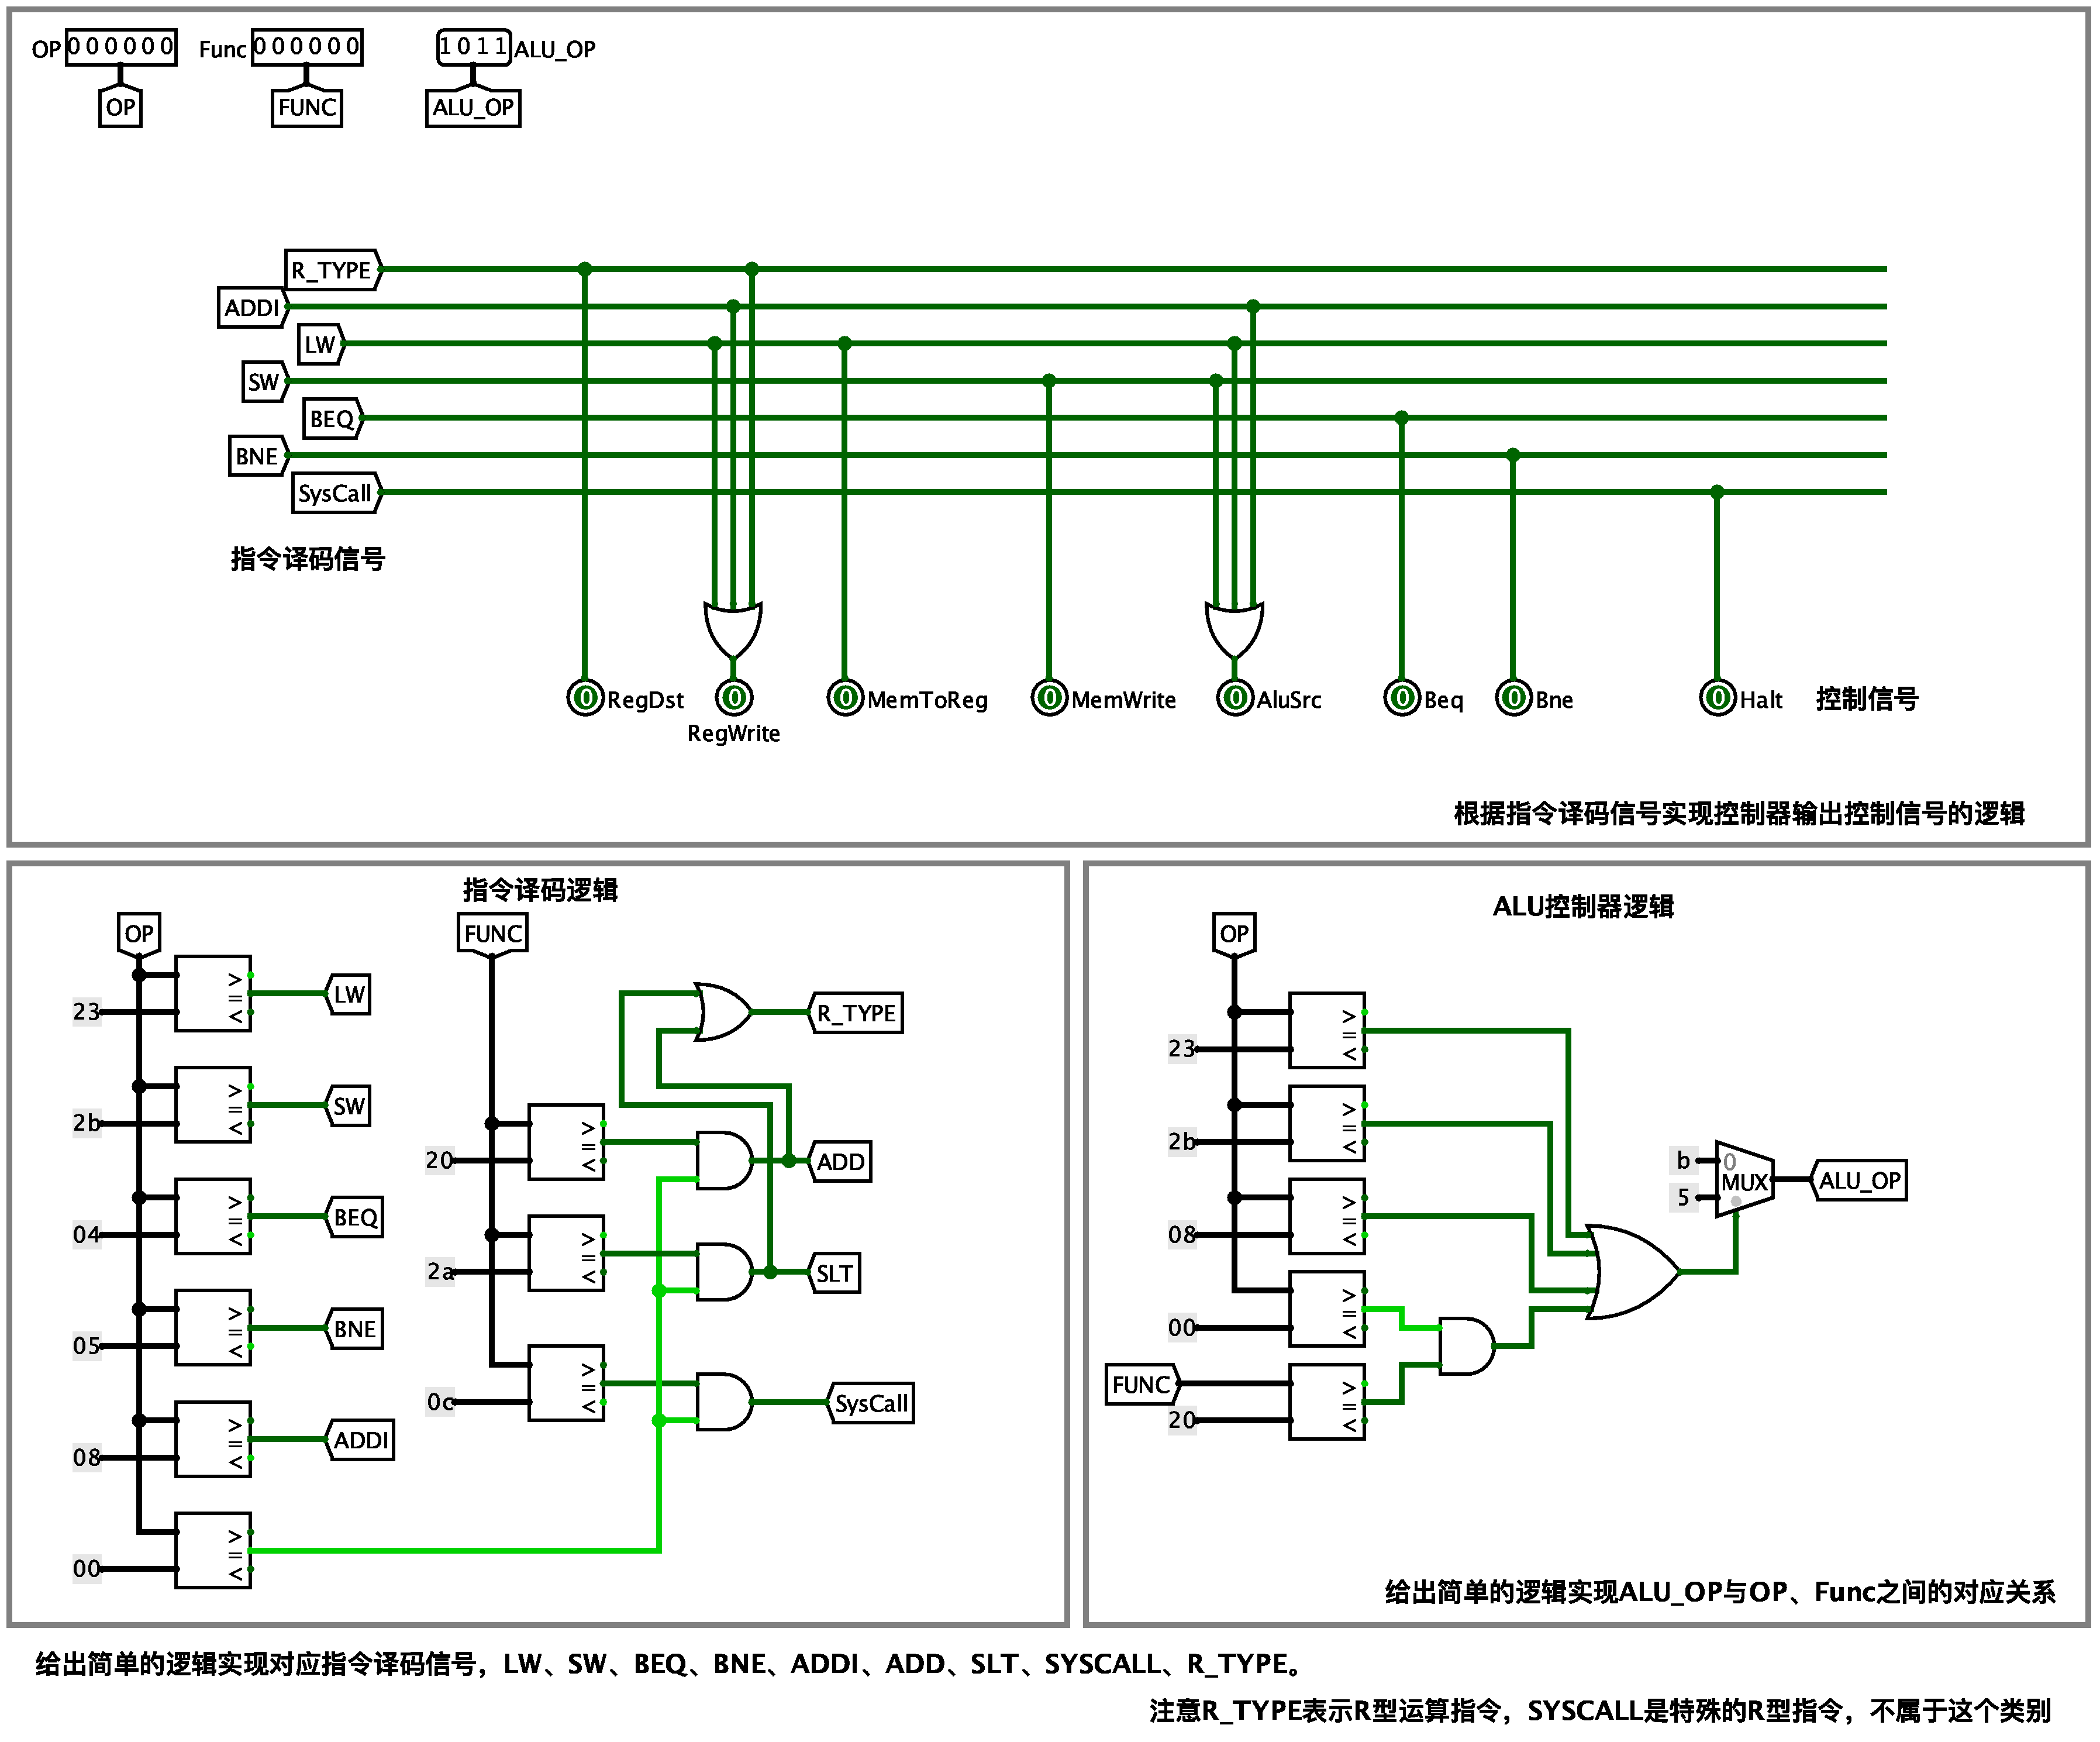 OP 000000 Func 000000 1011 ALU_OP
OP FUNC ALU_OP
R_TYPE
ADDI
LW
SW
BEQ
BNE
SysCall
指令译码信号
0 RegDst 0 0 MemToReg 0 MemWrite 0 AluSrc 0 Beq 0 Bne 0 Halt 控制信号
RegWrite
根据指令译码信号实现控制器输出控制信号的逻辑
指令译码逻辑
OP
>
=
<
23
LW
>
=
<
2b
SW
>
=
<
04
BEQ
>
=
<
05
BNE
>
=
<
08
ADDI
>
=
<
00
FUNC
R_TYPE
>
=
<
20
ADD
>
=
<
2a
SLT
>
=
<
0c
SysCall
ALU控制器逻辑
OP
>
=
<
23
>
=
<
2b
>
=
<
08
>
=
<
00
FUNC
>
=
<
20
b
0
MUX
5
ALU_OP
给出简单的逻辑实现ALU_OP与OP、Func之间的对应关系
给出简单的逻辑实现对应指令译码信号，LW、SW、BEQ、BNE、ADDI、ADD、SLT、SYSCALL、R_TYPE。
注意R_TYPE表示R型运算指令，SYSCALL是特殊的R型指令，不属于这个类别